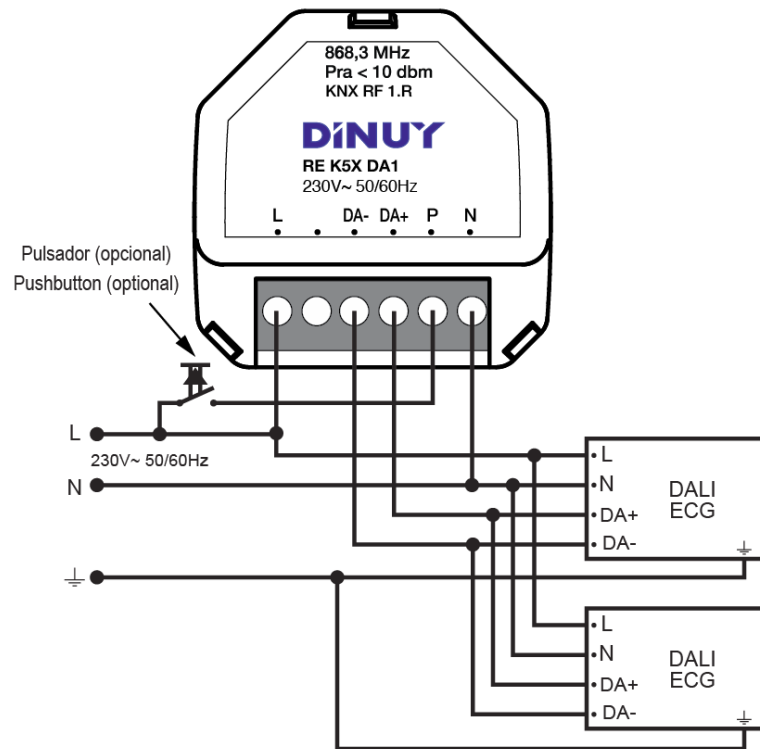 868,3 MHz
Pra < 10 dbm
KNX RF 1.R
DiNUY
RE K5X DA1
230V~ 50/60Hz
L DA- DA+ P N
Pulsador (opcional)
Pushbutton (optional)
L
230V~ 50/60Hz
N
L
N
DA+
DA-
DALI
ECG
L
N
DA+
DA-
DALI
ECG